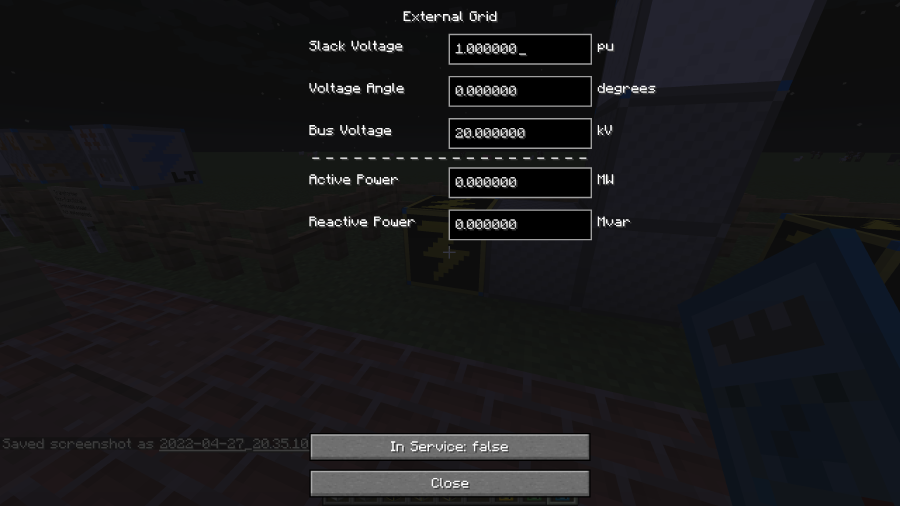 External Grid
Slack Voltage 1.000000_ pu
Voltage Angle 0.000000 degrees
Bus Voltage 20.000000 kV
Active Power 0.000000 MW
Reactive Power 0.000000 Mvar
LT
Saved screenshot as 2022-04-27_20.35.10
In Service: false
Close